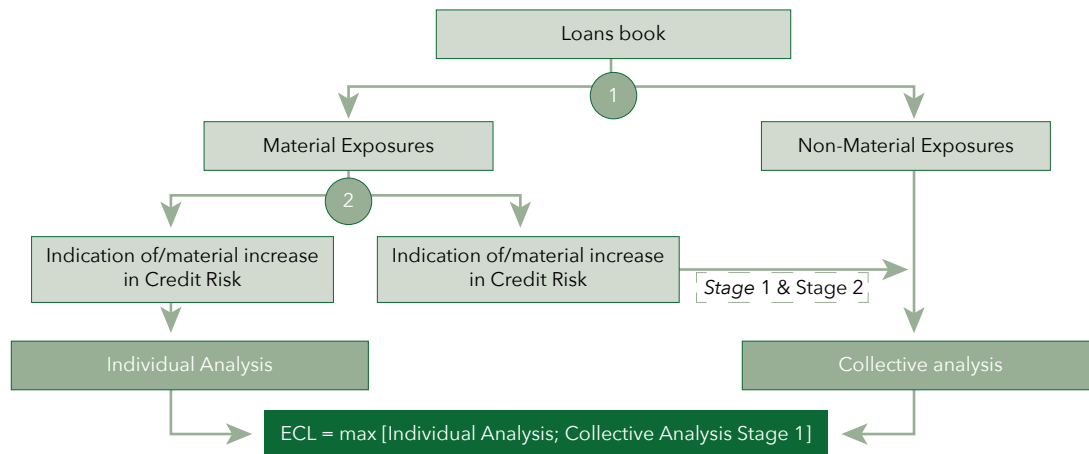 Loans book
1
Material Exposures
Non-Material Exposures
2
Indication of/material increase
in Credit Risk
Indication of/material increase
in Credit Risk
Stage 1 & Stage 2
Individual Analysis
Collective analysis
ECL = max [Individual Analysis; Collective Analysis Stage 1]